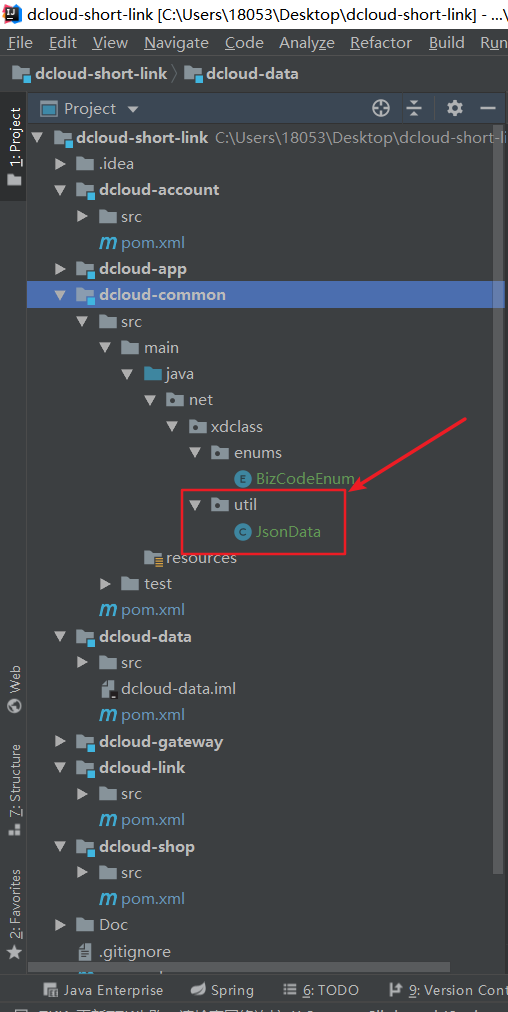 dcloud-short-link [C:\Users\18053\Desktop\dcloud-short-link] - ...\
File Edit View Navigate Code Analyze Refactor Build Run
dcloud-short-link dcloud-data
1: Project
Project
dcloud-short-link C:\Users\18053\Desktop\dcloud-short-li
.idea
dcloud-account
src
pom.xml
dcloud-app
dcloud-common
src
main
java
net
xdclass
enums
BizCodeEnum
util
JsonData
resources
test
pom.xml
dcloud-data
src
dcloud-data.iml
pom.xml
dcloud-gateway
dcloud-link
src
pom.xml
dcloud-shop
src
pom.xml
Doc
.gitignore
Web
7: Structure
2: Favorites
Java Enterprise Spring 6: TODO 9: Version Cont